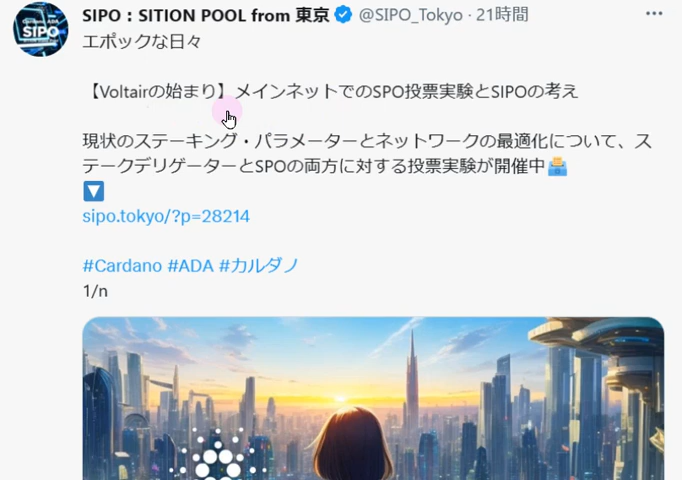 SIPO : SITION POOL from 東京 @SIPO_Tokyo · 21時間
エポックな日々
【Voltairの始まり】メインネットでのSPO投票実験とSIPOの考え
現状のステーキング・パラメーターとネットワークの最適化について、ス
テークデリゲーターとSPOの両方に対する投票実験が開催中
sipo.tokyo/?p=28214
#Cardano #ADA #カルダノ
1/n